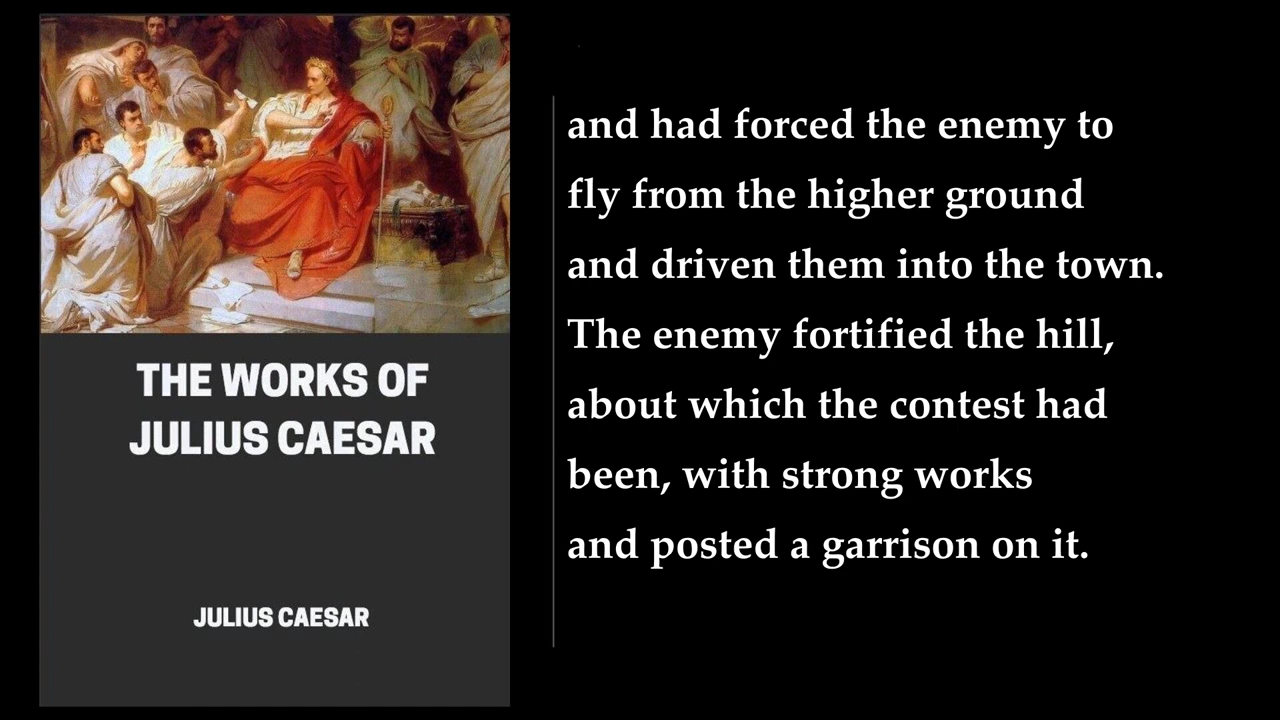 THE WORKS OF
JULIUS CAESAR
JULIUS CAESAR
and had forced the enemy to
fly from the higher ground
and driven them into the town.
The enemy fortified the hill,
about which the contest had
been, with strong works
and posted a garrison on it.